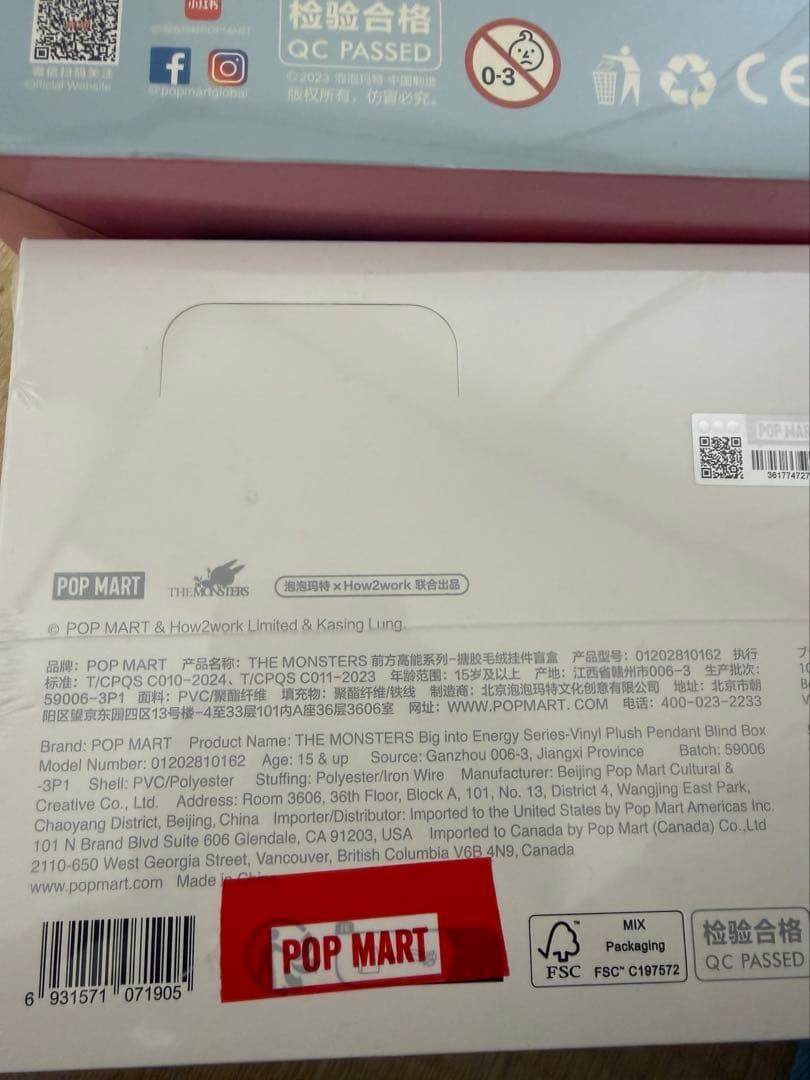 小红书
检验合格
QC PASSED
0-3
Official Website
@popmartglobal
©2023 泡泡玛特 中国制造
版权所有，仿冒必究。
CE
POP MAR
361774727
POP MART
THE MONSTERS
泡泡玛特 x How2work 联合出品
© POP MART & How2work Limited & Kasing Lung.
品牌：POP MART 产品名称：THE MONSTERS 前方高能系列-搪胶毛绒挂件盲盒 产品型号：01202810162 执行
标准：T/CPQS C010-2024、T/CPQS C011-2023 年龄范围：15岁及以上 产地：江西省赣州市006-3 生产批次：
59006-3P1 面料：PVC/聚酯纤维 填充物：聚酯纤维/铁线 制造商：北京泡泡玛特文化创意有限公司 地址：北京市朝
阳区望京东园四区13号楼-4至33层101内A座36层3606室 网址：WWW.POPMART.COM 电话：400-023-2233
Brand: POP MART Product Name: THE MONSTERS Big into Energy Series-Vinyl Plush Pendant Blind Box
Model Number: 01202810162 Age: 15 & up Source: Ganzhou 006-3, Jiangxi Province Batch: 59006
-3P1 Shell: PVC/Polyester Stuffing: Polyester/Iron Wire Manufacturer: Beijing Pop Mart Cultural &
Creative Co., Ltd. Address: Room 3606, 36th Floor, Block A, 101, No. 13, District 4, Wangjing East Park,
Chaoyang District, Beijing, China Importer/Distributor: Imported to the United States by Pop Mart Americas Inc.
101 N Brand Blvd Suite 606 Glendale, CA 91203, USA Imported to Canada by Pop Mart (Canada) Co.,Ltd
2110-650 West Georgia Street, Vancouver, British Columbia V6B 4N9, Canada
www.popmart.com Made in
6 931571 071905
POP MART
FSC
MIX
Packaging
FSC™ C197572
检验合格
QC PASSED